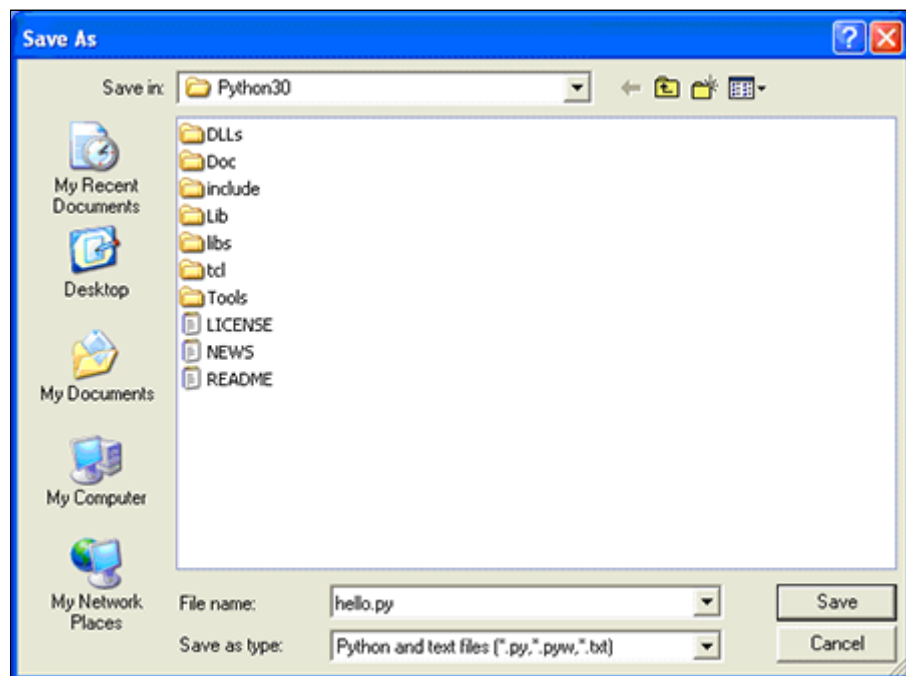 Save As
Save in:
Python30
My Recent
Documents
Desktop
My Documents
My Computer
My Network
Places
DLLs
Doc
include
Lib
libs
tcl
Tools
LICENSE
NEWS
README
File name:
hello.py
Save
Save as type:
Python and text files (*.py,*.pyw,*.txt)
Cancel